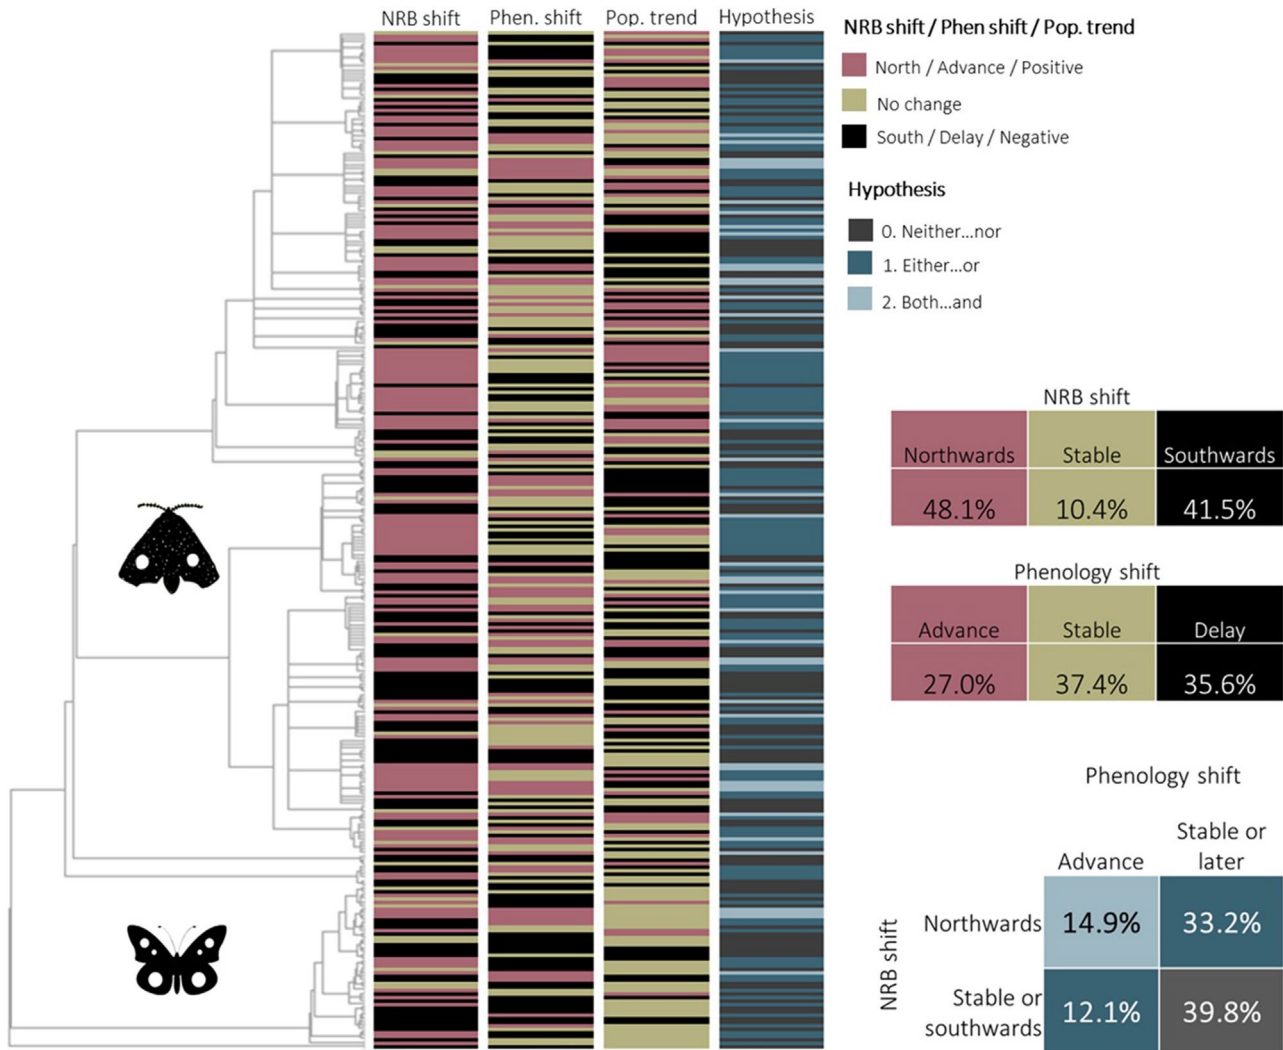 NRB shift Phen. shift Pop. trend Hypothesis
NRB shift / Phen shift / Pop. trend
North / Advance / Positive
No change
South / Delay / Negative
Hypothesis
0. Neither...nor
1. Either...or
2. Both...and
NRB shift
Northwards Stable Southwards
48.1% 10.4% 41.5%
Phenology shift
Advance Stable Delay
27.0% 37.4% 35.6%
Phenology shift
Stable or
Advance later
NRB shift
Northwards 14.9% 33.2%
Stable or
southwards 12.1% 39.8%